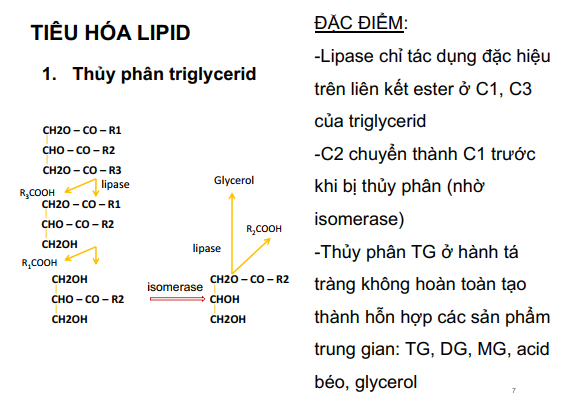 TIÊU HÓA LIPID
1. Thủy phân triglycerid
CH2O – CO – R1
CHO – CO – R2
CH2O – CO – R3
lipase
R3COOH
CH2O – CO – R1
CHO – CO – R2
CH2OH
R1COOH
CH2OH
CHO – CO – R2
CH2OH
isomerase
Glycerol
R2COOH
lipase
CH2O – CO – R2
CHOH
CH2OH
ĐẶC ĐIỂM:
-Lipase chỉ tác dụng đặc hiệu
trên liên kết ester ở C1, C3
của triglycerid
-C2 chuyển thành C1 trước
khi bị thủy phân (nhờ
isomerase)
-Thủy phân TG ở hành tá
tràng không hoàn toàn tạo
thành hỗn hợp các sản phẩm
trung gian: TG, DG, MG, acid
béo, glycerol
7